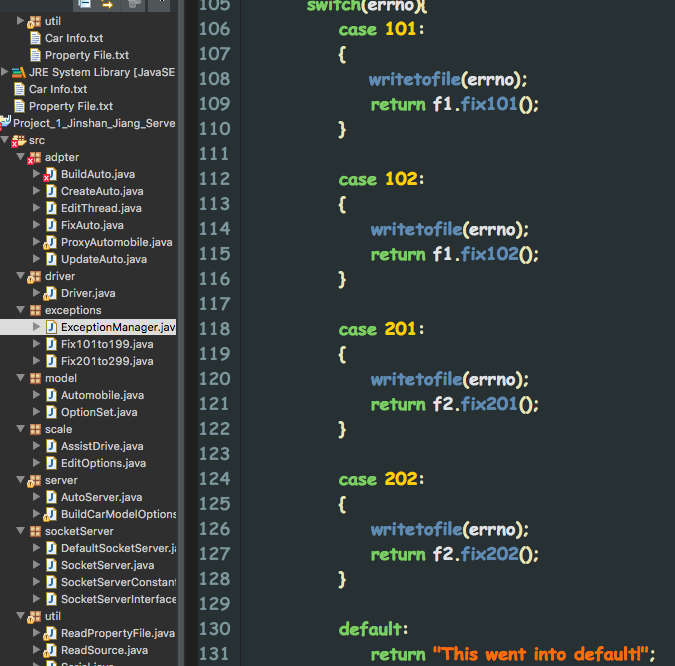 util
Car Info.txt
Property File.txt
JRE System Library [JavaSE
Car Info.txt
Property File.txt
Project_1_Jinshan_Jiang_Serve
src
adpter
BuildAuto.java
CreateAuto.java
EditThread.java
FixAuto.java
ProxyAutomobile.java
UpdateAuto.java
driver
Driver.java
exceptions
ExceptionManager.jav
Fix101to199.java
Fix201to299.java
model
Automobile.java
OptionSet.java
scale
AssistDrive.java
EditOptions.java
server
AutoServer.java
BuildCarModelOptions
socketServer
DefaultSocketServer.ja
SocketServer.java
SocketServerConstant
SocketServerInterface
util
ReadPropertyFile.java
ReadSource.java
Serial.java
105 switch(errno){
106 case 101:
107 {
108 writetofile(errno);
109 return f1.fix101();
110 }
111
112 case 102:
113 {
114 writetofile(errno);
115 return f1.fix102();
116 }
117
118 case 201:
119 {
120 writetofile(errno);
121 return f2.fix201();
122 }
123
124 case 202:
125 {
126 writetofile(errno);
127 return f2.fix202();
128 }
129
130 default:
131 return "This went into default!";